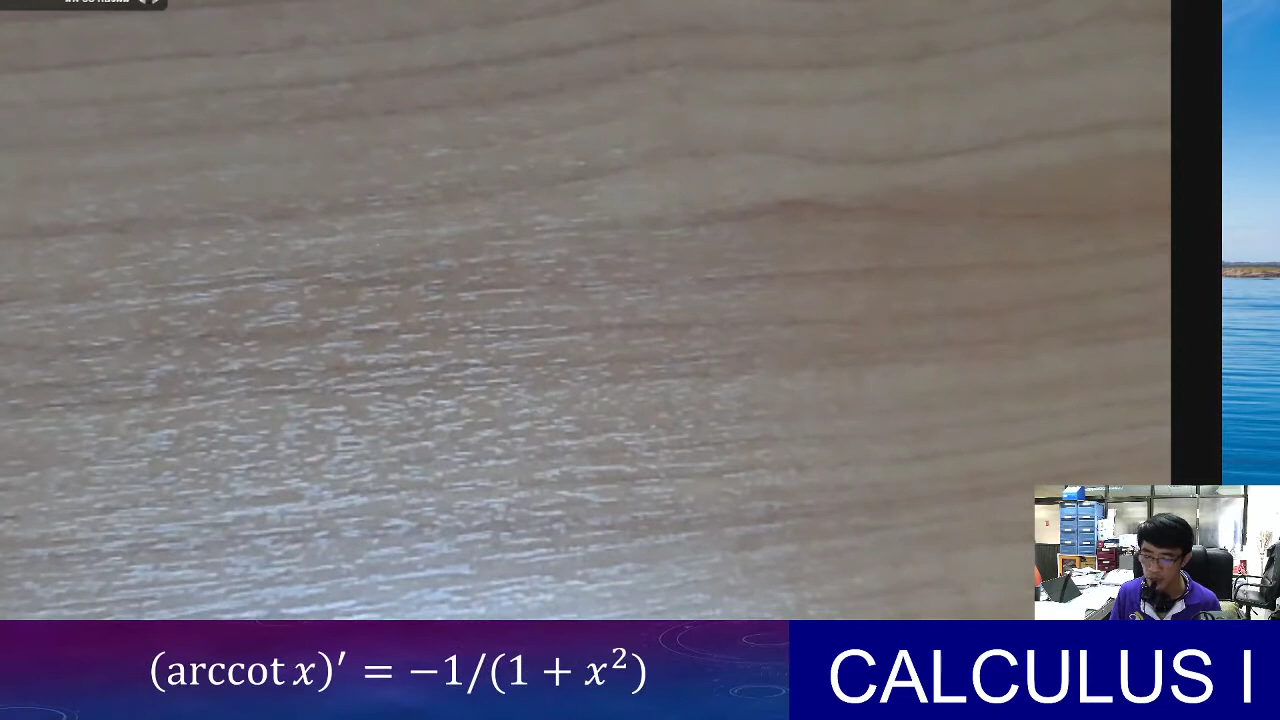 (arccot x)′ = −1/(1 + x²)
CALCULUS I